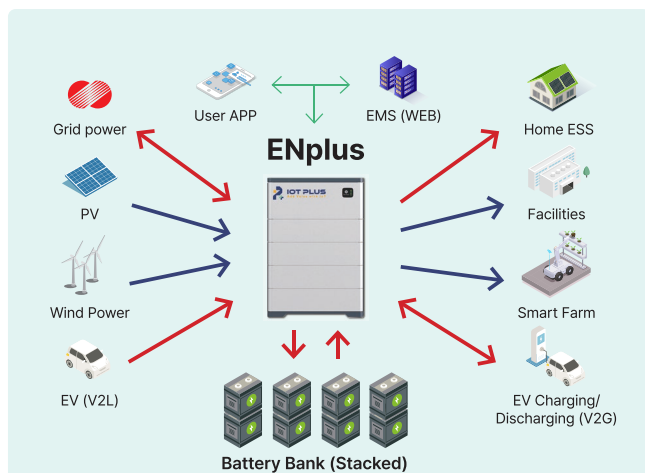 User APP
EMS (WEB)
Grid power
Home ESS
ENplus
IOT PLUS
PV
Facilities
Wind Power
Smart Farm
EV (V2L)
EV Charging/
Discharging (V2G)
Battery Bank (Stacked)